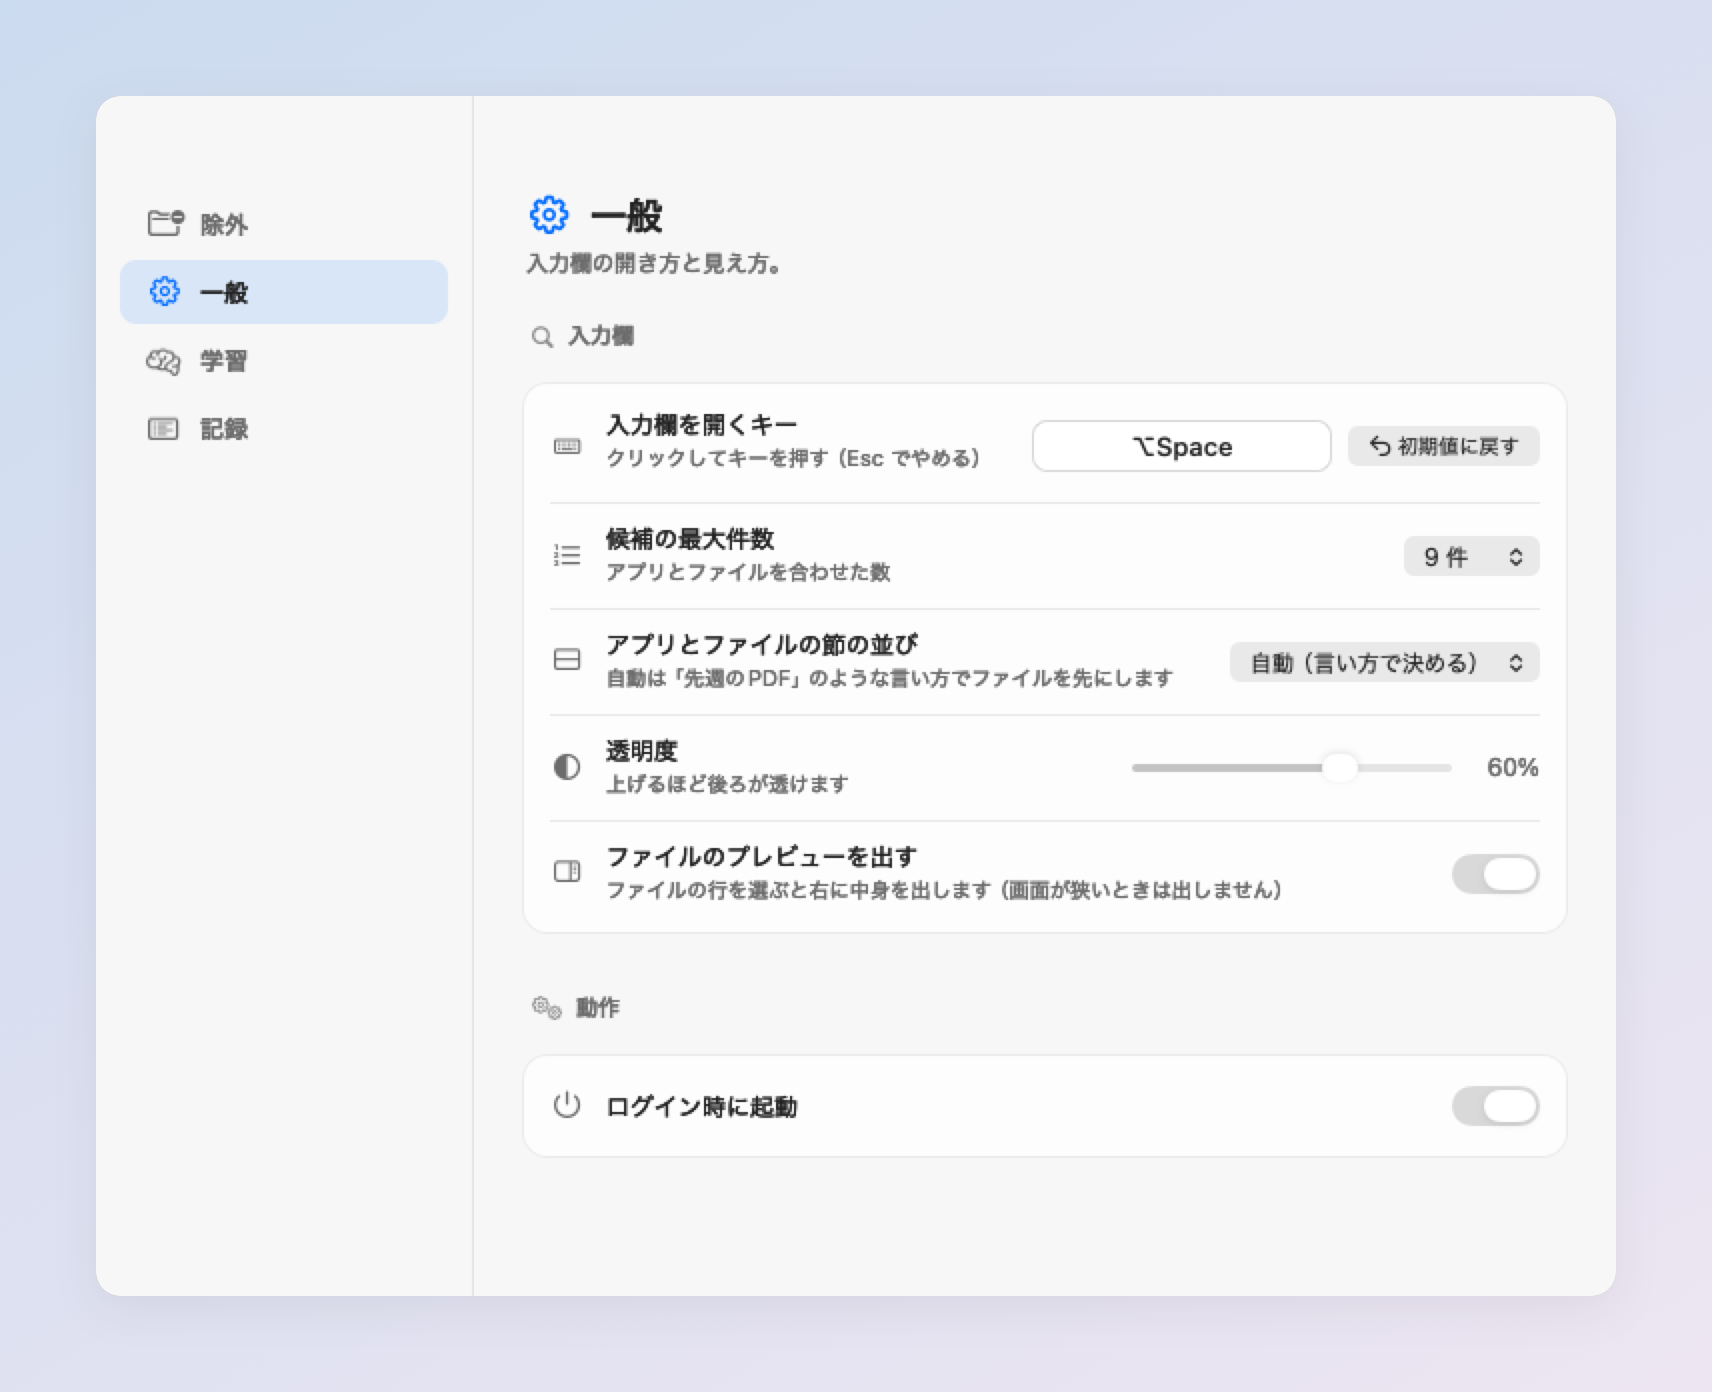 除外
一般
学習
記録
一般
入力欄の開き方と見え方。
入力欄
入力欄を開くキー
クリックしてキーを押す（Esc でやめる）
⌥Space
初期値に戻す
候補の最大件数
アプリとファイルを合わせた数
9 件
アプリとファイルの節の並び
自動は「先週のPDF」のような言い方でファイルを先にします
自動（言い方で決める）
透明度
上げるほど後ろが透けます
60%
ファイルのプレビューを出す
ファイルの行を選ぶと右に中身を出します（画面が狭いときは出しません）
動作
ログイン時に起動